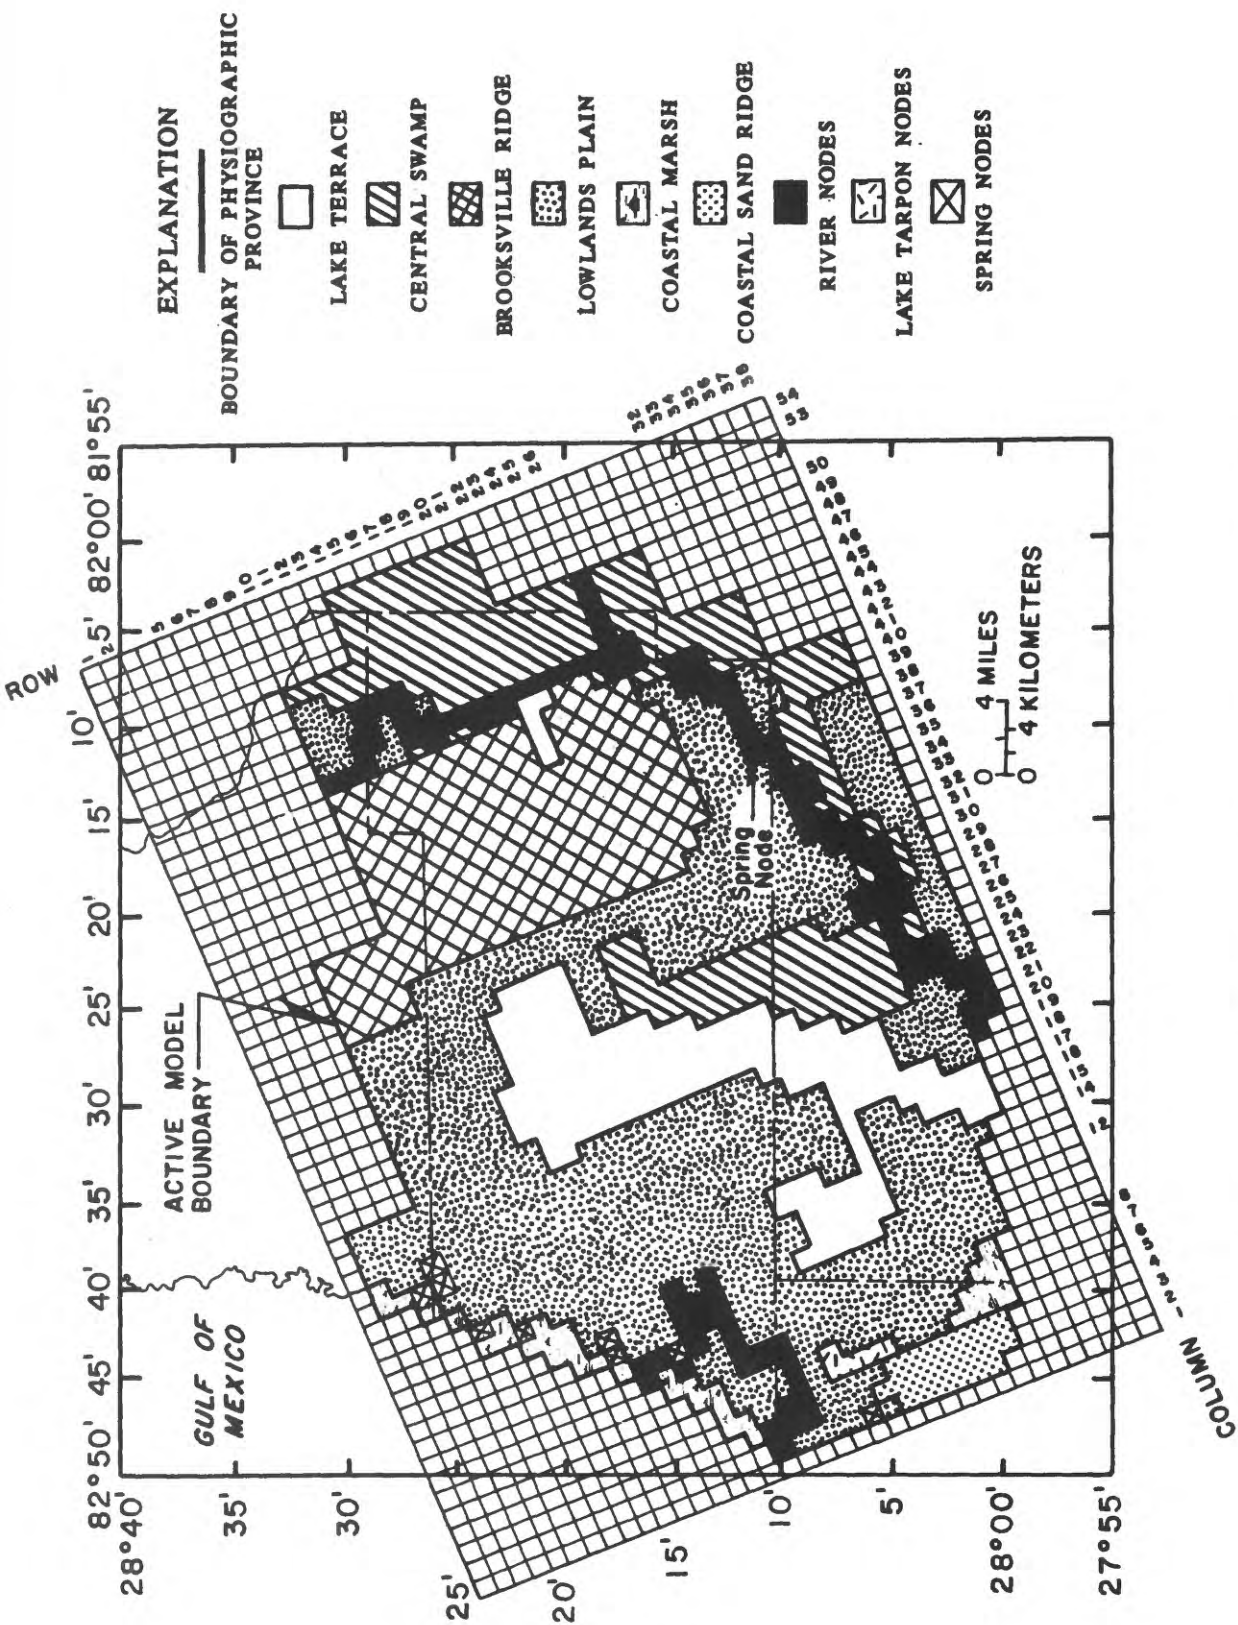 EXPLANATION
BOUNDARY OF PHYSIOGRAPHIC
PROVINCE
LAKE TERRACE
CENTRAL SWAMP
BROOKSVILLE RIDGE
LOWLANDS PLAIN
COASTAL MARSH
COASTAL SAND RIDGE
RIVER NODES
LAKE TARPON NODES
SPRING NODES
82°50'
45'
40'
35'
30'
25'
20'
15'
10'
5'
82°00'
81°55'
28°40'
35'
30'
25'
20'
15'
10'
5'
28°00'
27°55'
GULF OF
MEXICO
ACTIVE MODEL
BOUNDARY
ROW
Spring
Node
0 4 MILES
0 4 KILOMETERS
COLUMN